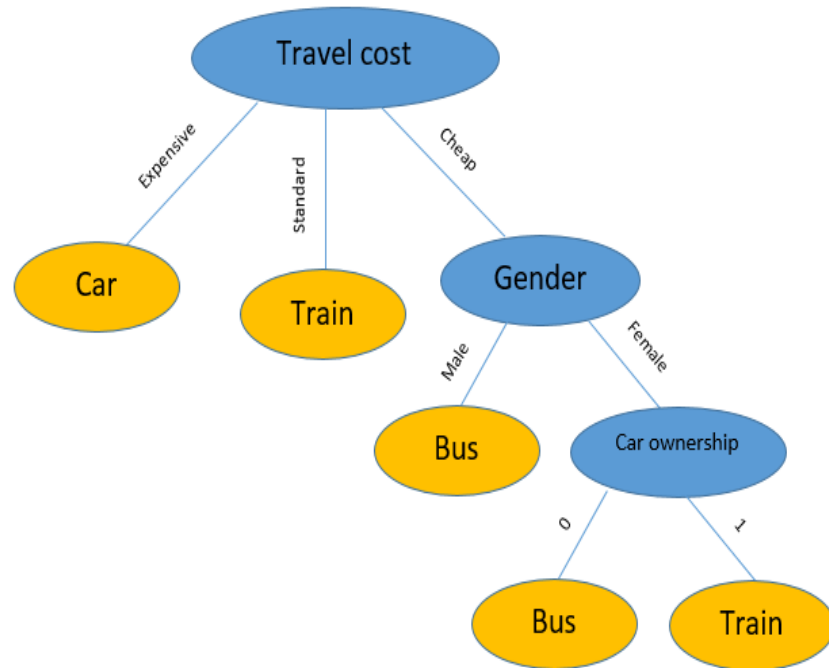 Travel cost
Expensive
Standard
Cheap
Car
Train
Gender
Male
Female
Bus
Car ownership
0
1
Bus
Train